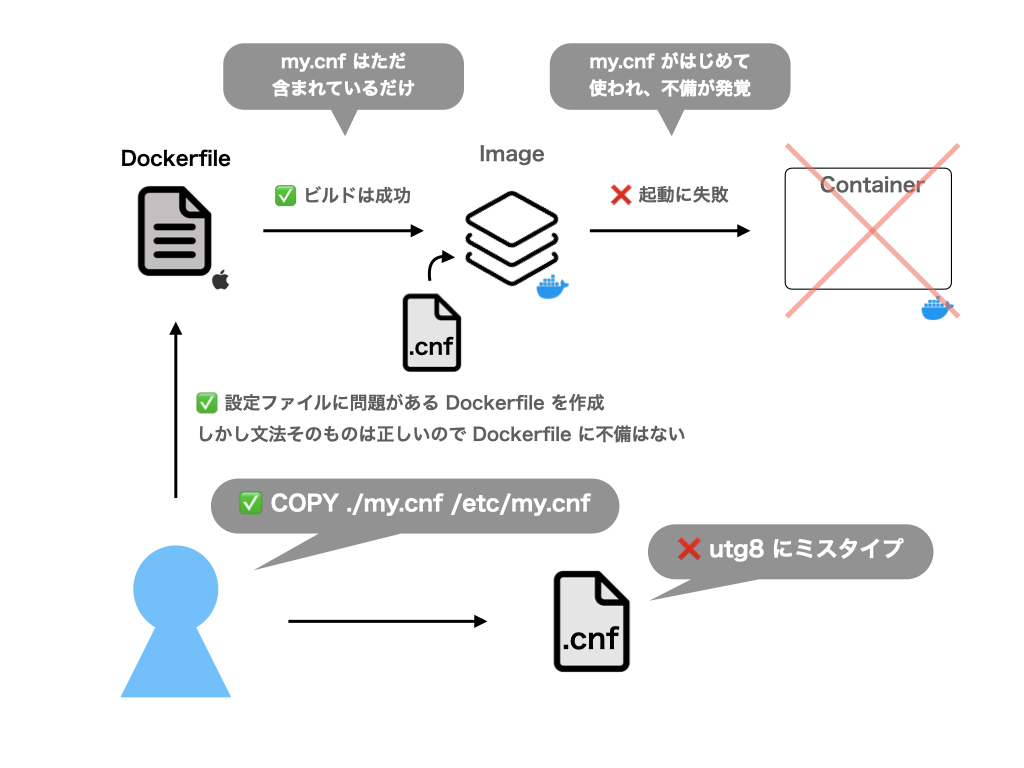 my.cnf はただ
含まれているだけ
my.cnf がはじめて
使われ、不備が発覚
Dockerfile
Image
Container
✅ ビルドは成功
❌ 起動に失敗
.cnf
✅ 設定ファイルに問題がある Dockerfile を作成
しかし文法そのものは正しいので Dockerfile に不備はない
✅ COPY ./my.cnf /etc/my.cnf
❌ utg8 にミスタイプ
.cnf